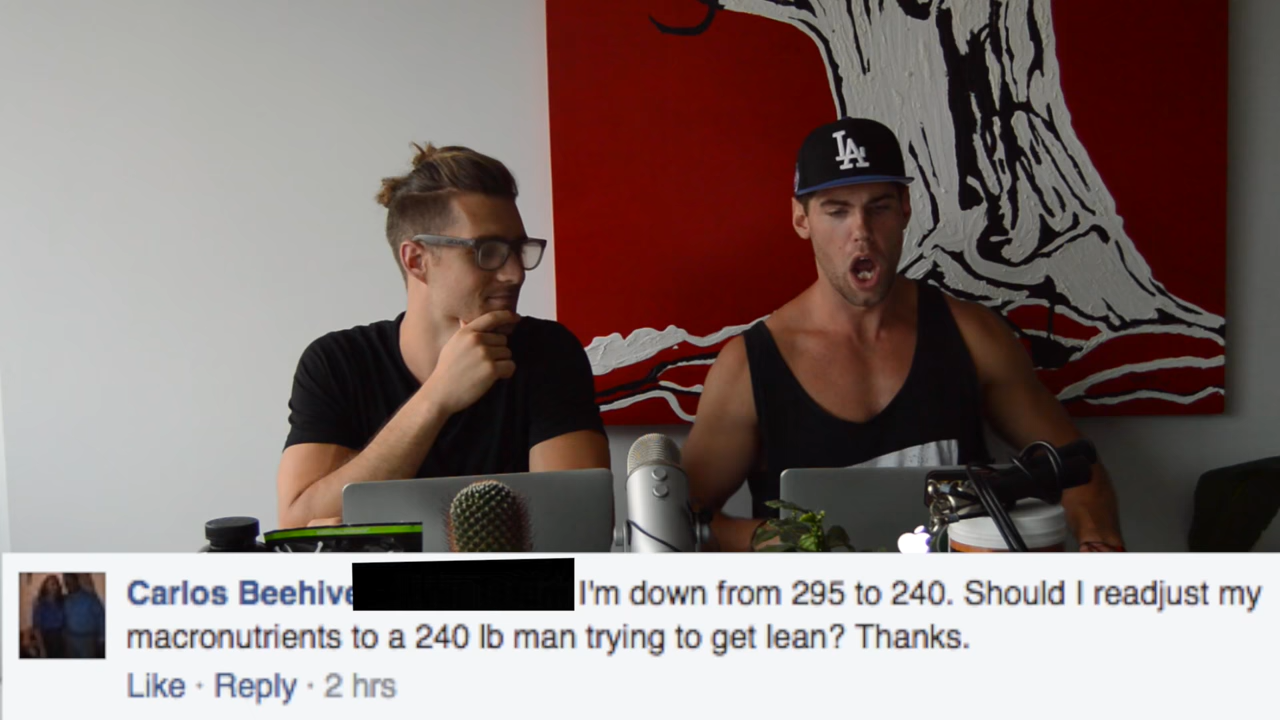 LA
Carlos Beehive I'm down from 295 to 240. Should I readjust my
macronutrients to a 240 lb man trying to get lean? Thanks.
Like · Reply · 2 hrs